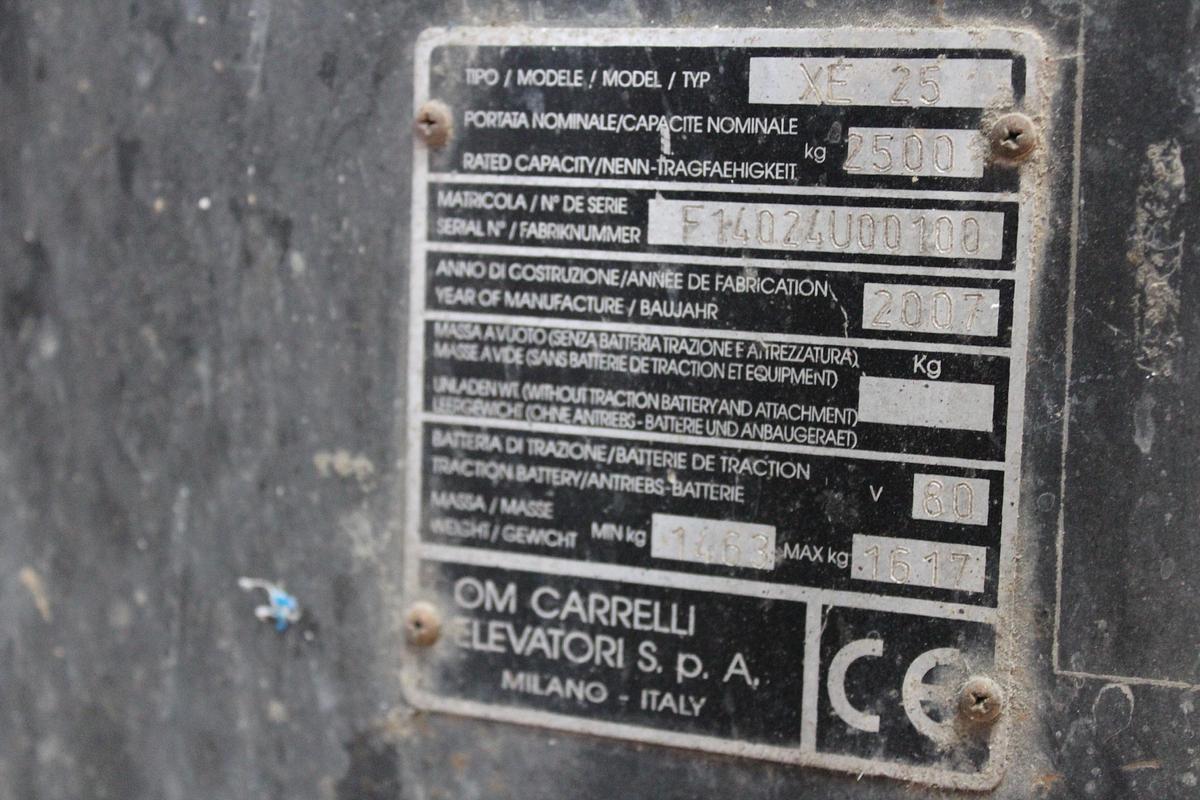 TIPO / MODELE / MODEL / TYP XE 25
PORTATA NOMINALE/CAPACITE NOMINALE
RATED CAPACITY/NENN-TRAGFAEHIGKEIT kg 2500
MATRICOLA / N° DE SERIE
SERIAL N° / FABRIKNUMMER F14024U00100
ANNO DI COSTRUZIONE/ANNÉE DE FABRICATION
YEAR OF MANUFACTURE / BAUJAHR 2007
MASSA A VUOTO (SENZA BATTERIA TRAZIONE E ATTREZZATURA) Kg
MASSE A VIDE (SANS BATTERIE DE TRACTION ET EQUIPMENT)
UNLADEN WT. (WITHOUT TRACTION BATTERY AND ATTACHMENT)
LEERGEWICHT (OHNE ANTRIEBS - BATTERIE UND ANBAUGERAET)
BATTERIA DI TRAZIONE/BATTERIE DE TRACTION
TRACTION BATTERY/ANTRIEBS-BATTERIE V 80
MASSA / MASSE
WEIGHT / GEWICHT MIN kg 1463 MAX kg 1617
OM CARRELLI
ELEVATORI S. p. A.
MILANO - ITALY
CE